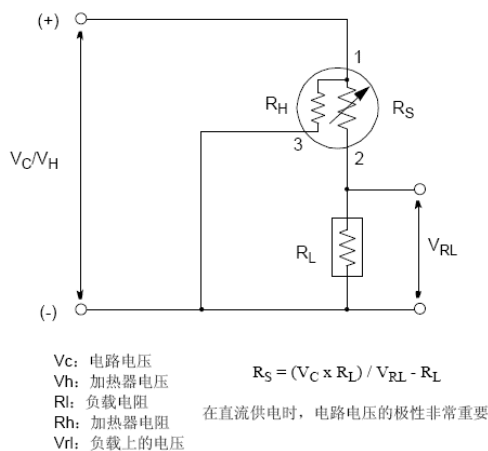 (+)
1
RH
RS
3
2
VC/VH
RL
VRL
(-)
Vc：电路电压
Vh：加热器电压
Rl：负载电阻
Rh：加热器电阻
Vrl：负载上的电压
RS = (VC x RL) / VRL - RL
在直流供电时，电路电压的极性非常重要